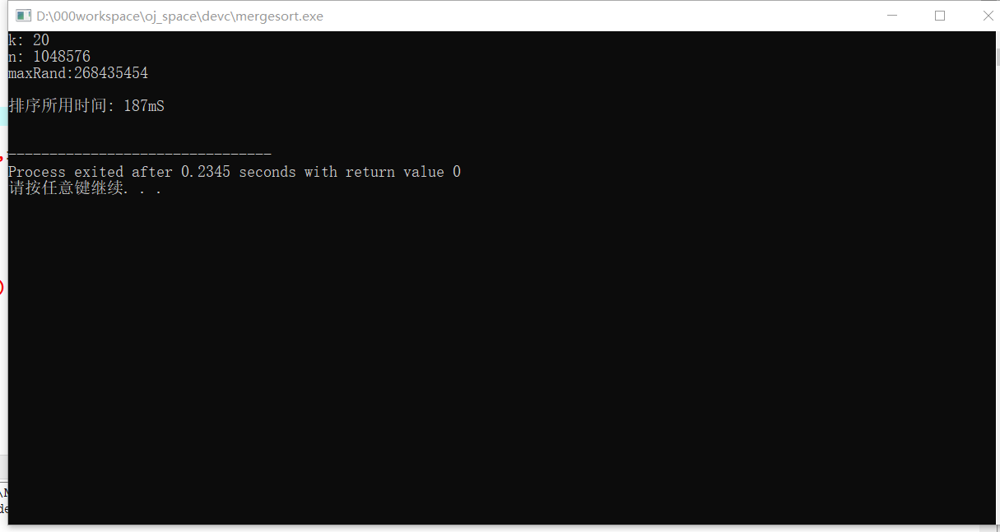 D:\000workspace\oj_space\devc\mergesort.exe
k: 20
n: 1048576
maxRand:268435454
排序所用时间: 187mS
--------------------------------
Process exited after 0.2345 seconds with return value 0
请按任意键继续. . .